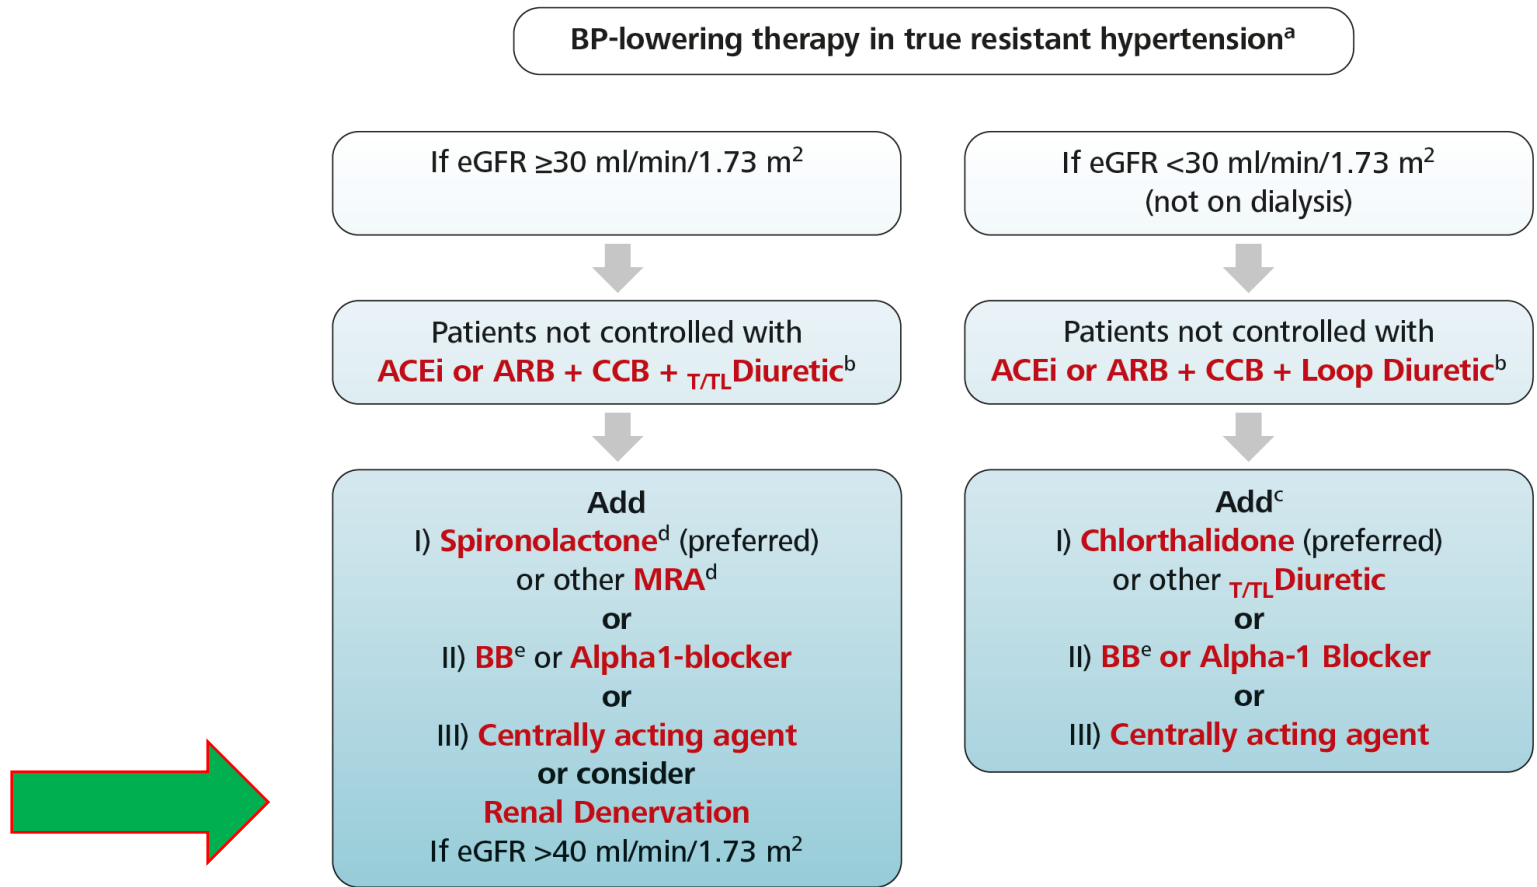 BP-lowering therapy in true resistant hypertensionᵃ
If eGFR ≥30 ml/min/1.73 m²
Patients not controlled with
ACEi or ARB + CCB + T/TLDiureticᵇ
Add
I) Spironolactoneᵈ (preferred)
or other MRAᵈ
or
II) BBᵉ or Alpha1-blocker
or
III) Centrally acting agent
or consider
Renal Denervation
If eGFR >40 ml/min/1.73 m²
If eGFR <30 ml/min/1.73 m²
(not on dialysis)
Patients not controlled with
ACEi or ARB + CCB + Loop Diureticᵇ
Addᶜ
I) Chlorthalidone (preferred)
or other T/TLDiuretic
or
II) BBᵉ or Alpha-1 Blocker
or
III) Centrally acting agent